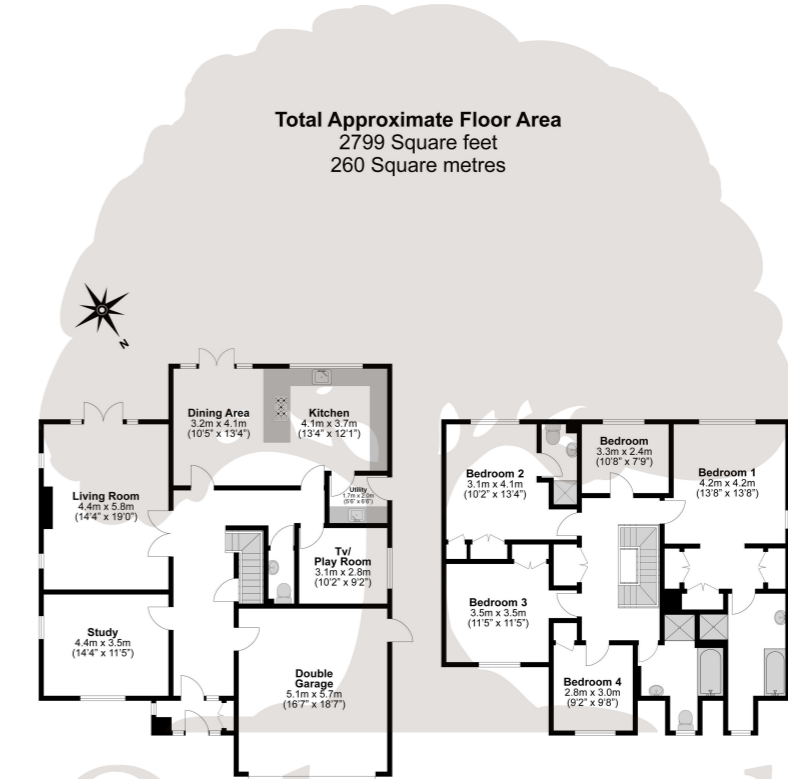 Total Approximate Floor Area
2799 Square feet
260 Square metres
N
Dining Area
3.2m x 4.1m
(10'5" x 13'4")
Kitchen
4.1m x 3.7m
(13'4" x 12'1")
Utility
1.7m x 2.0m
(5'6" x 6'6")
Living Room
4.4m x 5.8m
(14'4" x 19'0")
Tv/
Play Room
3.1m x 2.8m
(10'2" x 9'2")
Study
4.4m x 3.5m
(14'4" x 11'5")
Double
Garage
5.1m x 5.7m
(16'7" x 18'7")
Bedroom 2
3.1m x 4.1m
(10'2" x 13'4")
Bedroom
3.3m x 2.4m
(10'8" x 7'9")
Bedroom 1
4.2m x 4.2m
(13'8" x 13'8")
Bedroom 3
3.5m x 3.5m
(11'5" x 11'5")
Bedroom 4
2.8m x 3.0m
(9'2" x 9'8")